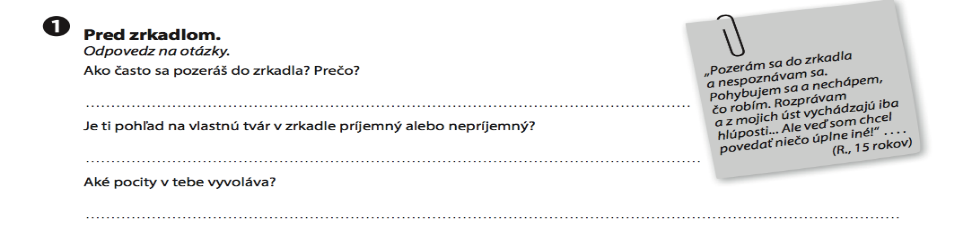 1
Pred zrkadlom.
Odpovedz na otázky.
Ako často sa pozeráš do zrkadla? Prečo?
Je ti pohľad na vlastnú tvár v zrkadle príjemný alebo nepríjemný?
Aké pocity v tebe vyvoláva?
„Pozerám sa do zrkadla
a nespoznávam sa.
Pohybujem sa a nechápem,
čo robím. Rozprávam
a z mojich úst vychádzajú iba
hlúposti... Ale veď som chcel
povedať niečo úplne iné!“ . . . .
(R., 15 rokov)